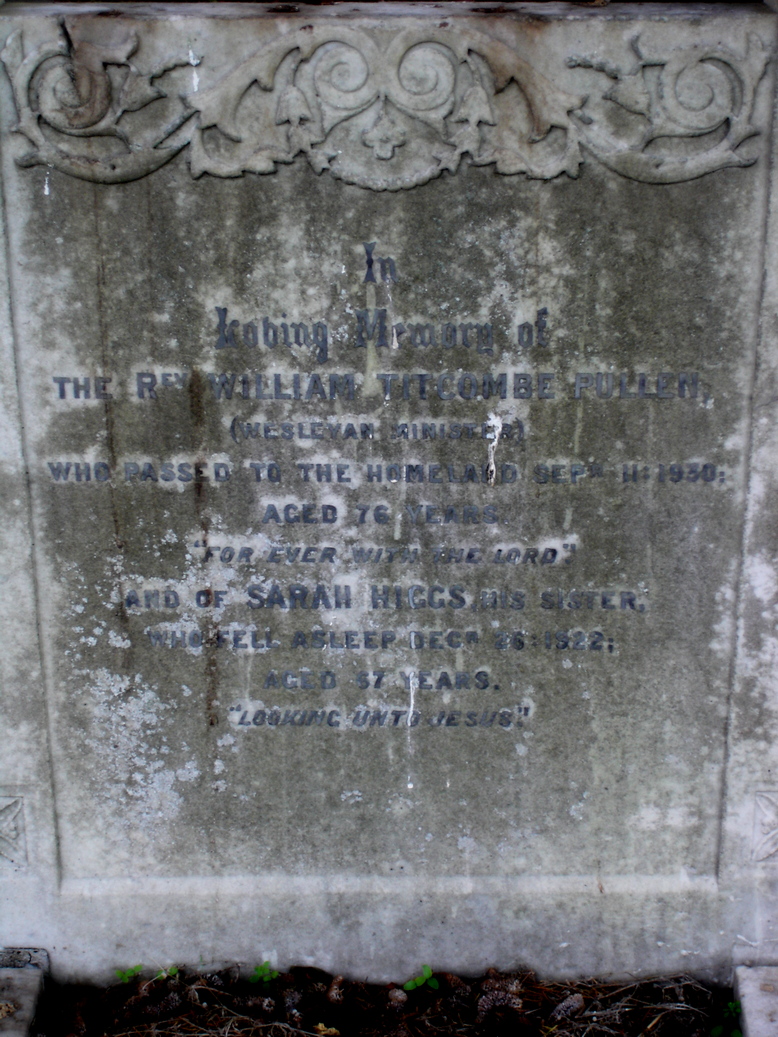 In
Loving Memory of
THE REV WILLIAM TITCOMBE PULLEN,
(WESLEYAN MINISTER)
WHO PASSED TO THE HOMELAND SEPR 11: 1930:
AGED 76 YEARS.
"FOR EVER WITH THE LORD."
AND OF SARAH HIGGS HIS SISTER,
WHO FELL ASLEEP DECR 26: 1922;
AGED 67 YEARS.
"LOOKING UNTO JESUS"